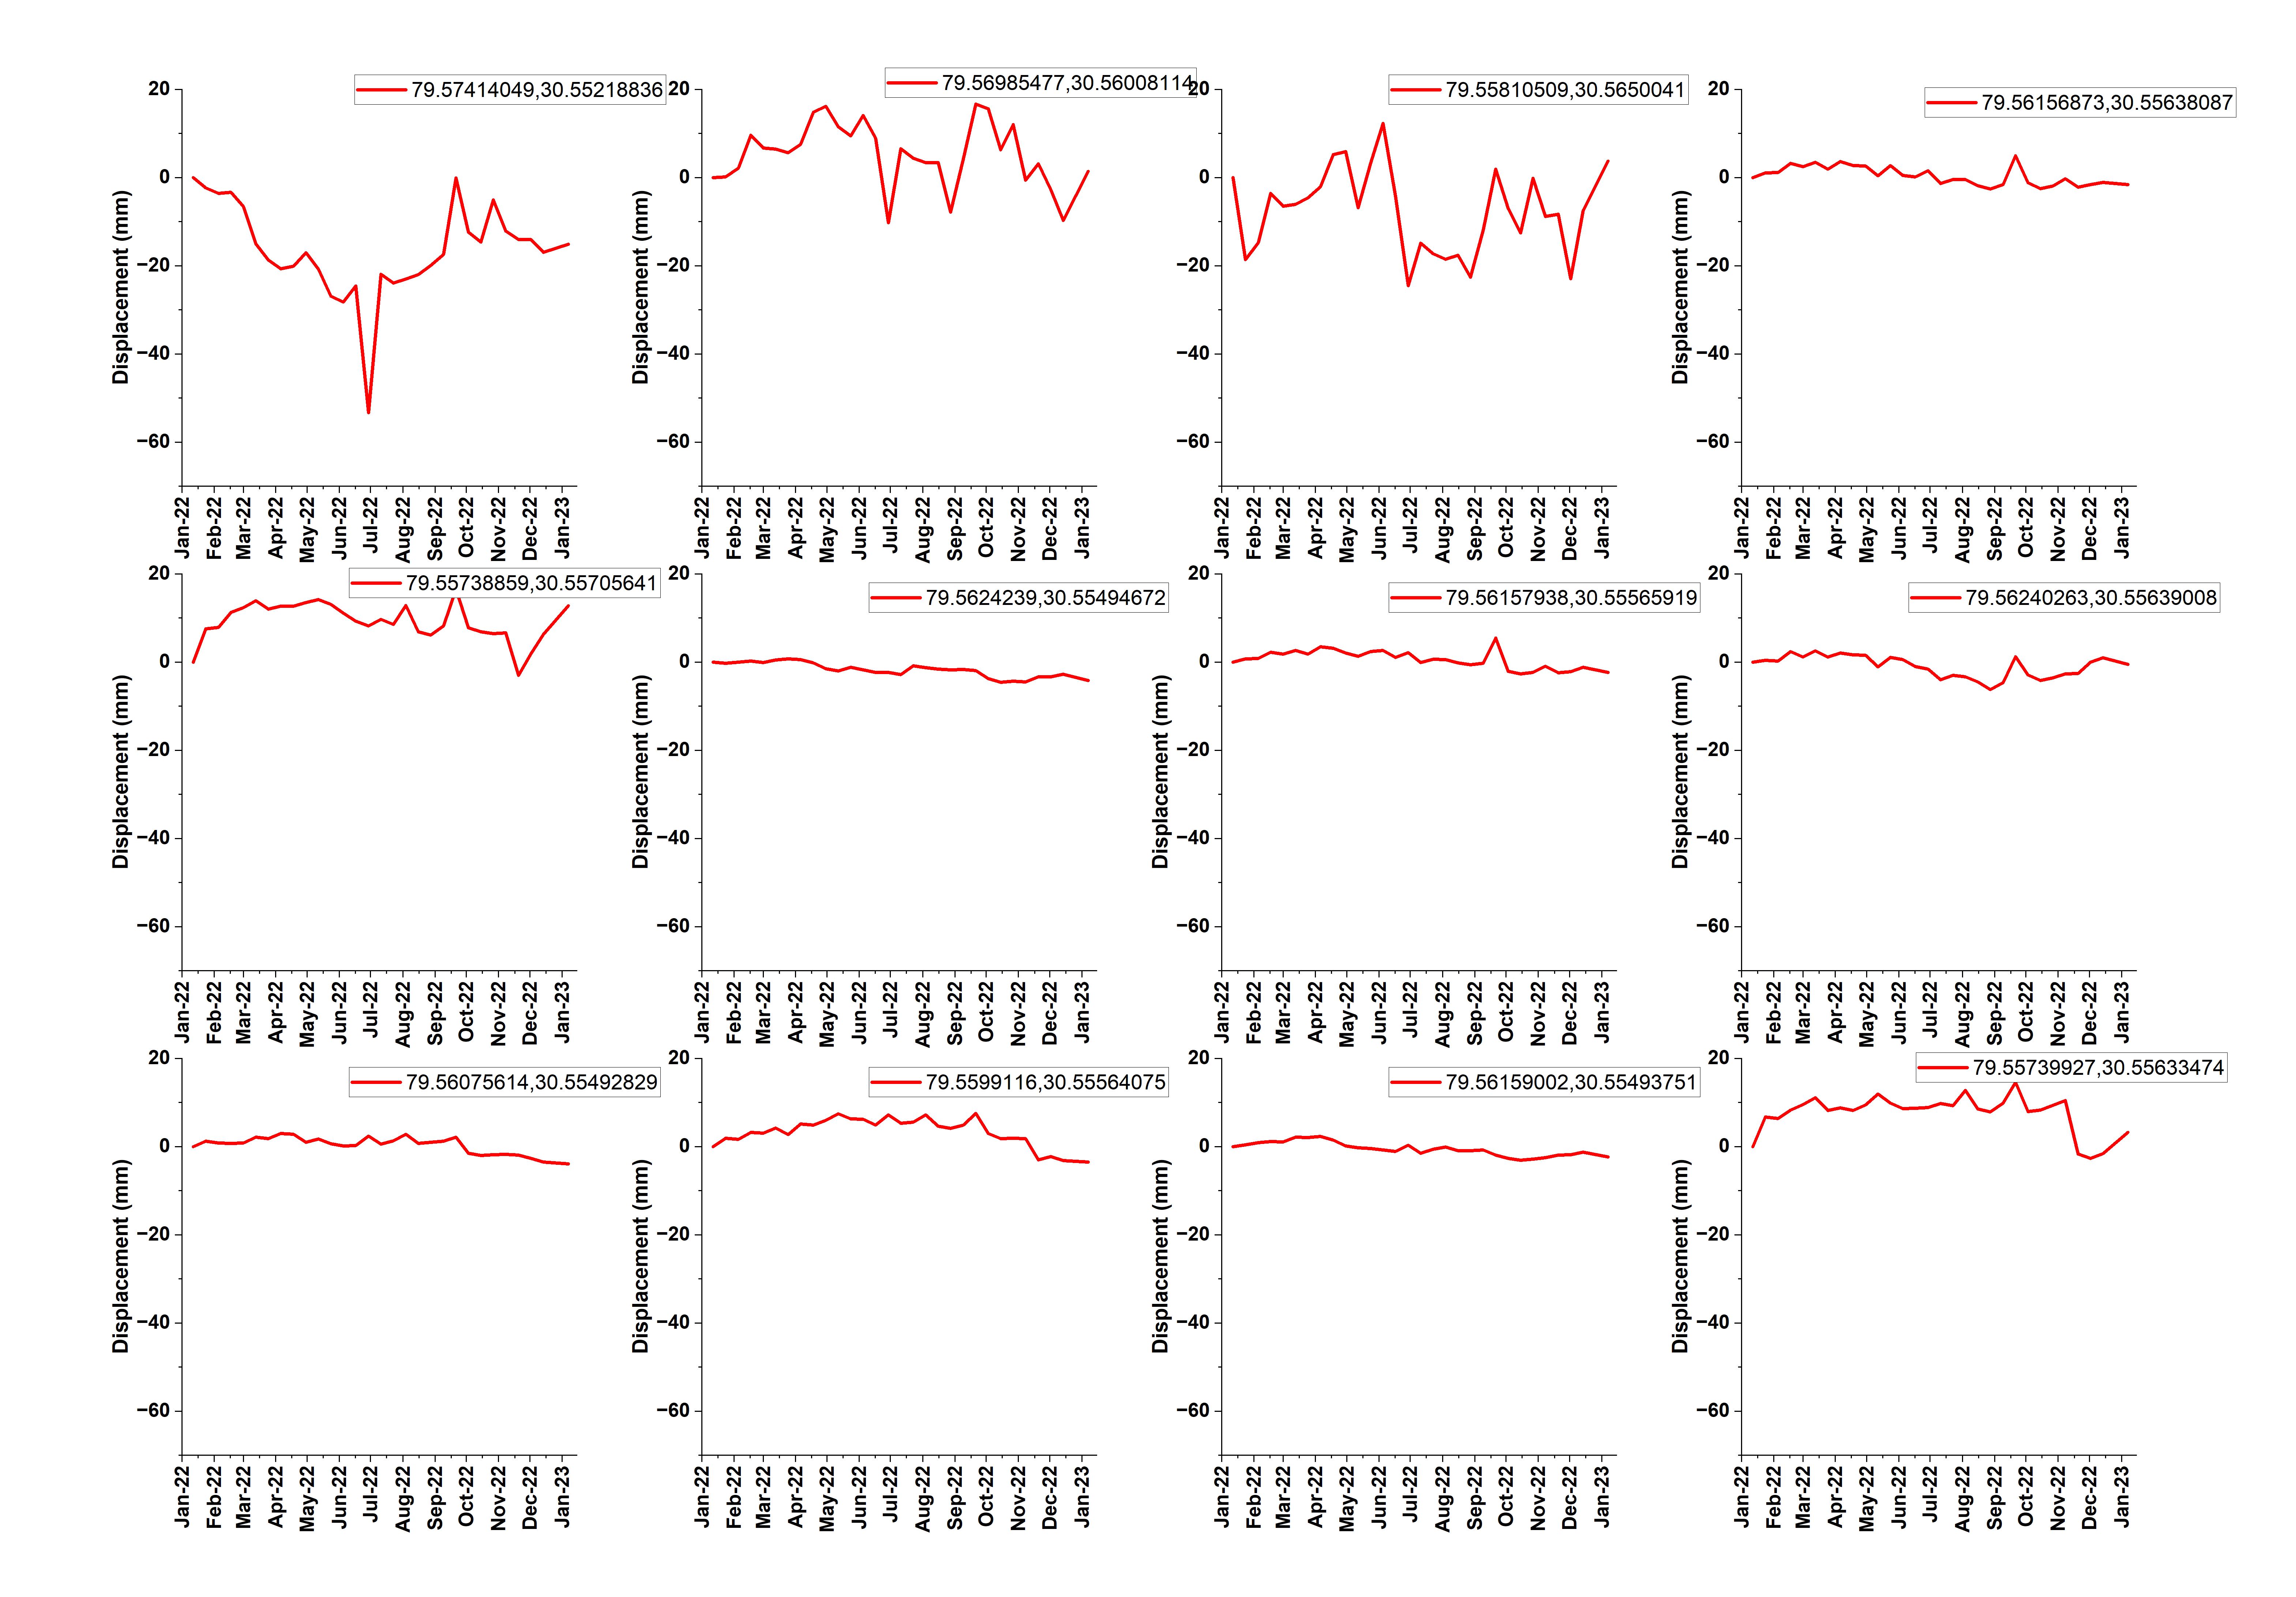 79.57414049,30.55218836
20
0
−20
−40
−60
Displacement (mm)
Jan-22
Feb-22
Mar-22
Apr-22
May-22
Jun-22
Jul-22
Aug-22
Sep-22
Oct-22
Nov-22
Dec-22
Jan-23
79.56985477,30.56008114
20
0
−20
−40
−60
Displacement (mm)
Jan-22
Feb-22
Mar-22
Apr-22
May-22
Jun-22
Jul-22
Aug-22
Sep-22
Oct-22
Nov-22
Dec-22
Jan-23
79.55810509,30.5650041
20
0
−20
−40
−60
Jan-22
Feb-22
Mar-22
Apr-22
May-22
Jun-22
Jul-22
Aug-22
Sep-22
Oct-22
Nov-22
Dec-22
Jan-23
79.56156873,30.55638087
20
0
−20
−40
−60
Displacement (mm)
Jan-22
Feb-22
Mar-22
Apr-22
May-22
Jun-22
Jul-22
Aug-22
Sep-22
Oct-22
Nov-22
Dec-22
Jan-23
79.55738859,30.55705641
20
0
−20
−40
−60
Displacement (mm)
Jan-22
Feb-22
Mar-22
Apr-22
May-22
Jun-22
Jul-22
Aug-22
Sep-22
Oct-22
Nov-22
Dec-22
Jan-23
79.5624239,30.55494672
20
0
−20
−40
−60
Displacement (mm)
Jan-22
Feb-22
Mar-22
Apr-22
May-22
Jun-22
Jul-22
Aug-22
Sep-22
Oct-22
Nov-22
Dec-22
Jan-23
79.56157938,30.55565919
20
0
−20
−40
−60
Displacement (mm)
Jan-22
Feb-22
Mar-22
Apr-22
May-22
Jun-22
Jul-22
Aug-22
Sep-22
Oct-22
Nov-22
Dec-22
Jan-23
79.56240263,30.55639008
20
0
−20
−40
−60
Displacement (mm)
Jan-22
Feb-22
Mar-22
Apr-22
May-22
Jun-22
Jul-22
Aug-22
Sep-22
Oct-22
Nov-22
Dec-22
Jan-23
79.56075614,30.55492829
20
0
−20
−40
−60
Displacement (mm)
Jan-22
Feb-22
Mar-22
Apr-22
May-22
Jun-22
Jul-22
Aug-22
Sep-22
Oct-22
Nov-22
Dec-22
Jan-23
79.5599116,30.55564075
20
0
−20
−40
−60
Displacement (mm)
Jan-22
Feb-22
Mar-22
Apr-22
May-22
Jun-22
Jul-22
Aug-22
Sep-22
Oct-22
Nov-22
Dec-22
Jan-23
79.56159002,30.55493751
20
0
−20
−40
−60
Displacement (mm)
Jan-22
Feb-22
Mar-22
Apr-22
May-22
Jun-22
Jul-22
Aug-22
Sep-22
Oct-22
Nov-22
Dec-22
Jan-23
79.55739927,30.55633474
20
0
−20
−40
−60
Displacement (mm)
Jan-22
Feb-22
Mar-22
Apr-22
May-22
Jun-22
Jul-22
Aug-22
Sep-22
Oct-22
Nov-22
Dec-22
Jan-23